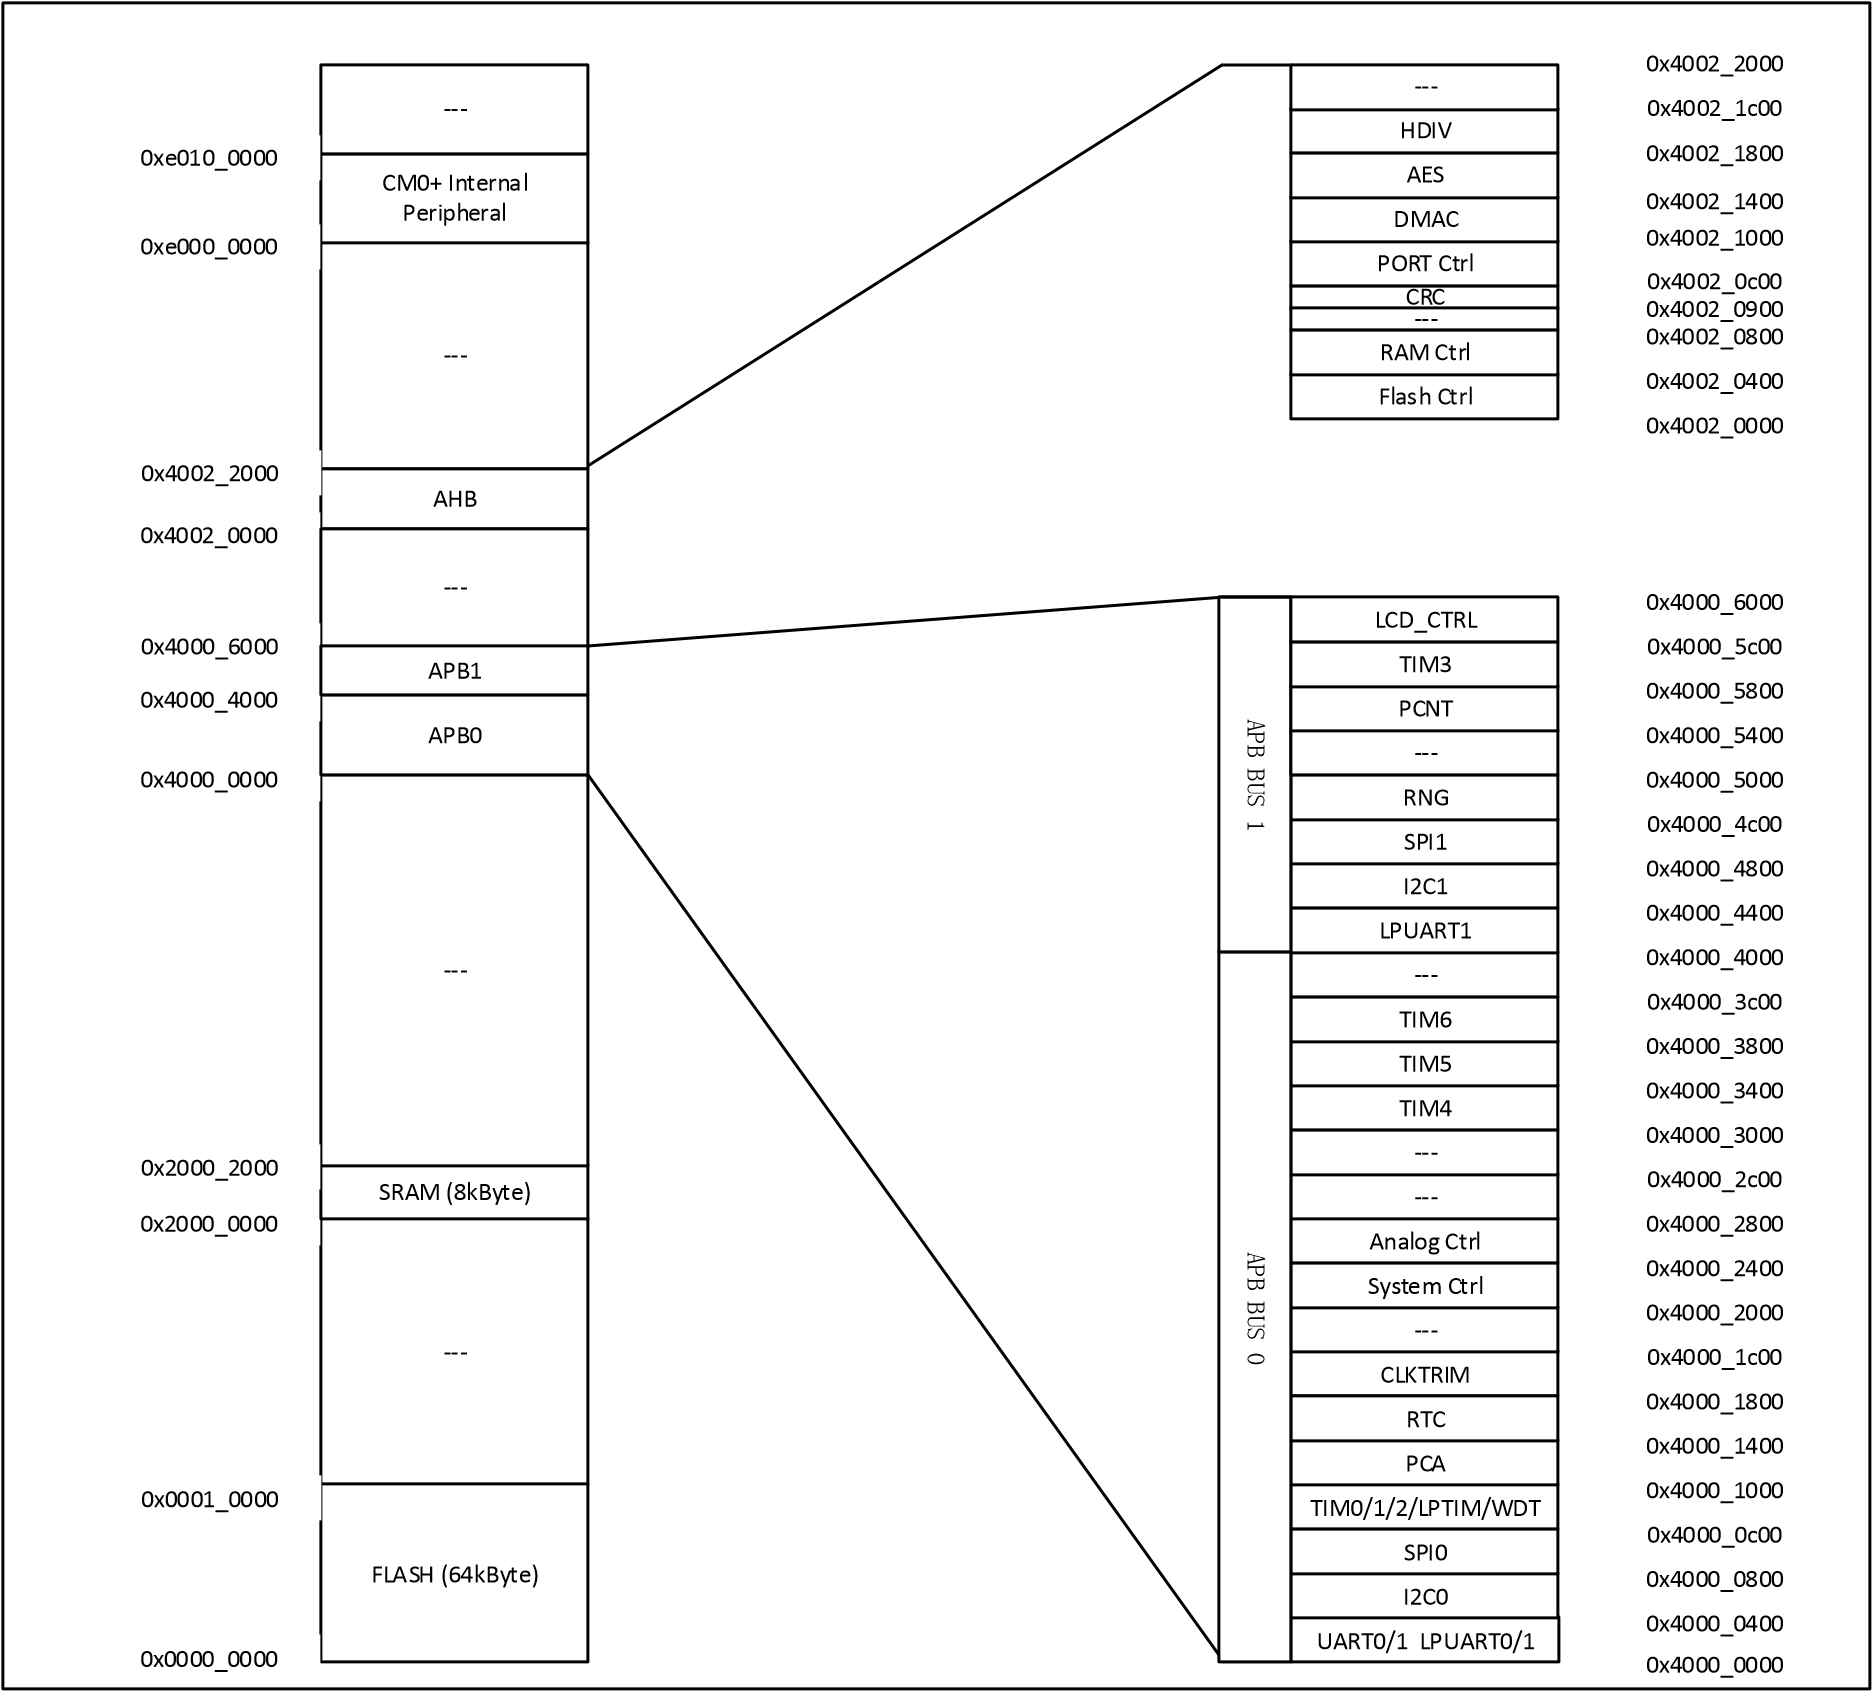 ---
0xe010_0000
CM0+ Internal
Peripheral
0xe000_0000
---
0x4002_2000
AHB
0x4002_0000
---
0x4000_6000
APB1
0x4000_4000
APB0
0x4000_0000
---
0x2000_2000
SRAM (8kByte)
0x2000_0000
---
0x0001_0000
FLASH (64kByte)
0x0000_0000
0x4002_2000
---
0x4002_1c00
HDIV
0x4002_1800
AES
0x4002_1400
DMAC
0x4002_1000
PORT Ctrl
0x4002_0c00
CRC
0x4002_0900
---
0x4002_0800
RAM Ctrl
0x4002_0400
Flash Ctrl
0x4002_0000
APB BUS 1
0x4000_6000
LCD_CTRL
0x4000_5c00
TIM3
0x4000_5800
PCNT
0x4000_5400
---
0x4000_5000
RNG
0x4000_4c00
SPI1
0x4000_4800
I2C1
0x4000_4400
LPUART1
0x4000_4000
APB BUS 0
---
0x4000_3c00
TIM6
0x4000_3800
TIM5
0x4000_3400
TIM4
0x4000_3000
---
0x4000_2c00
---
0x4000_2800
Analog Ctrl
0x4000_2400
System Ctrl
0x4000_2000
---
0x4000_1c00
CLKTRIM
0x4000_1800
RTC
0x4000_1400
PCA
0x4000_1000
TIM0/1/2/LPTIM/WDT
0x4000_0c00
SPI0
0x4000_0800
I2C0
0x4000_0400
UART0/1 LPUART0/1
0x4000_0000